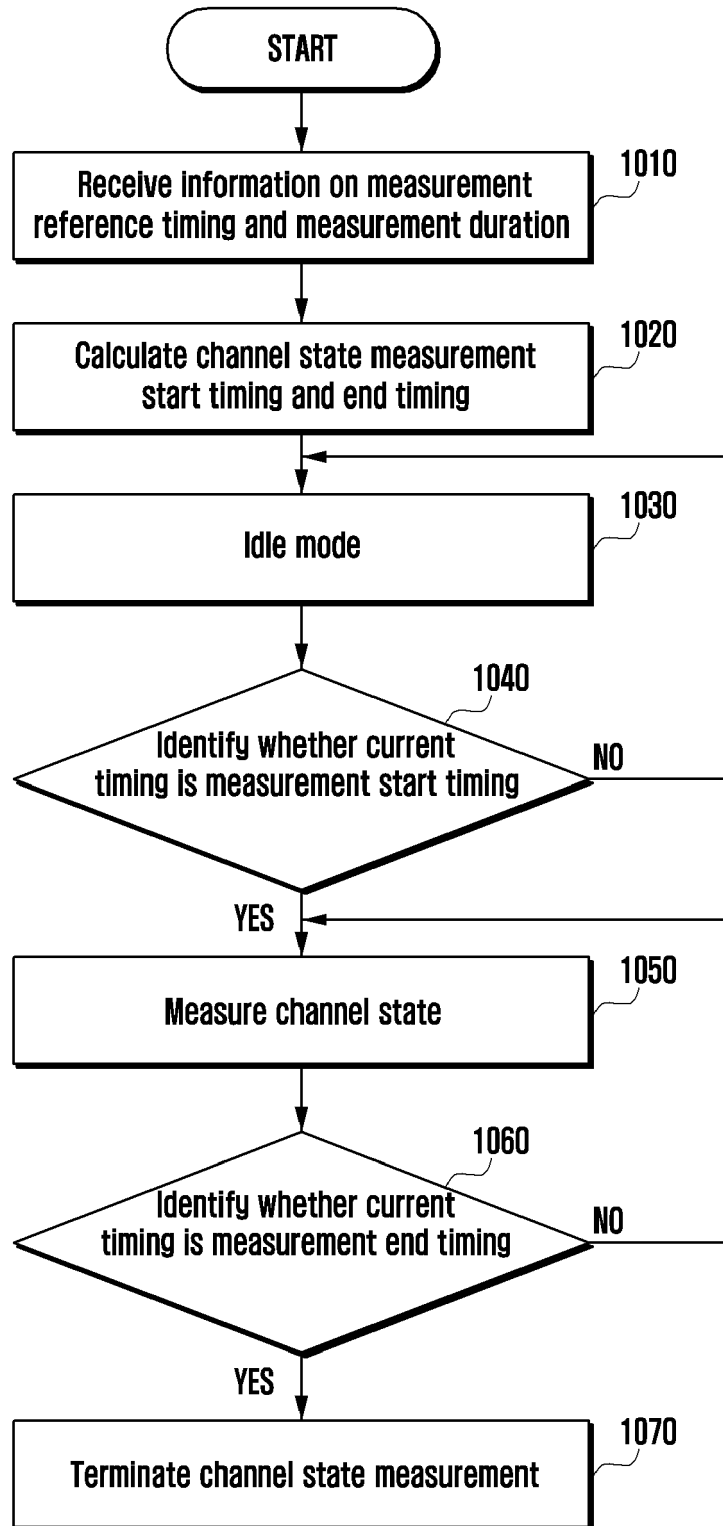 START
1010
Receive information on measurement
reference timing and measurement duration
1020
Calculate channel state measurement
start timing and end timing
1030
Idle mode
1040
Identify whether current
timing is measurement start timing
NO
YES
1050
Measure channel state
1060
Identify whether current
timing is measurement end timing
NO
YES
1070
Terminate channel state measurement